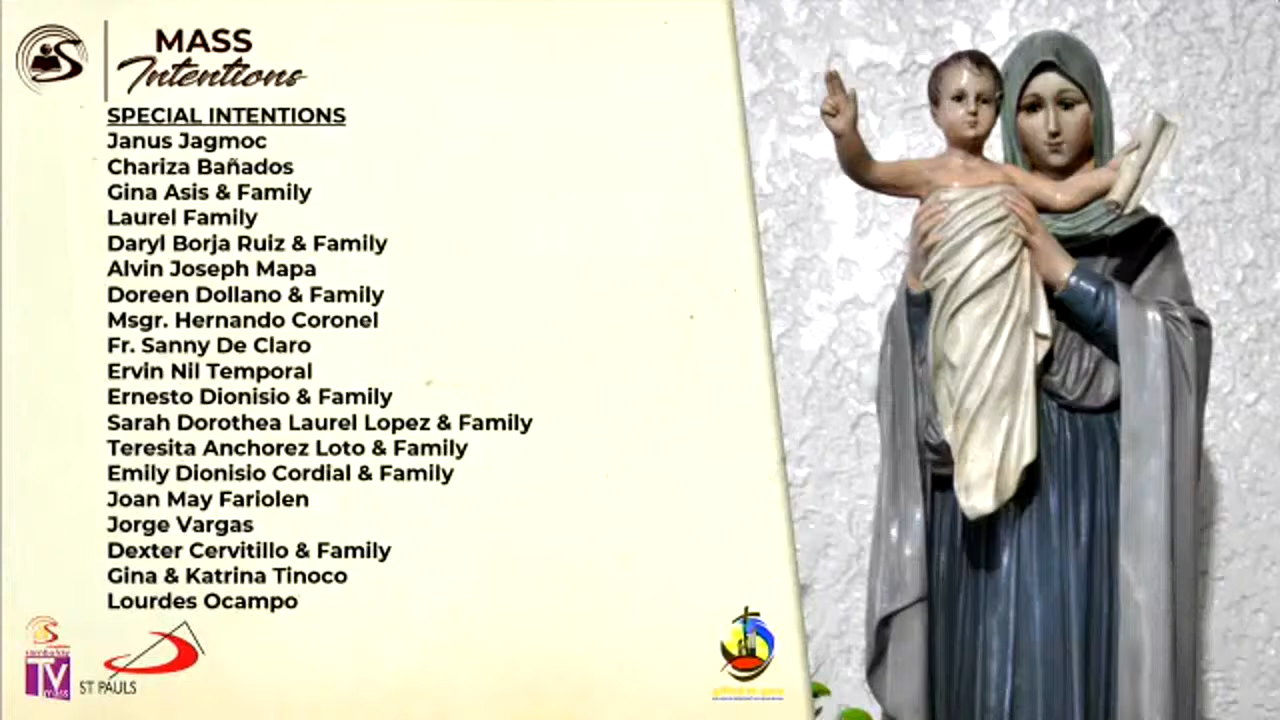 MASS
Intentions
SPECIAL INTENTIONS
Janus Jagmoc
Chariza Bañados
Gina Asis & Family
Laurel Family
Daryl Borja Ruiz & Family
Alvin Joseph Mapa
Doreen Dollano & Family
Msgr. Hernando Coronel
Fr. Sanny De Claro
Ervin Nil Temporal
Ernesto Dionisio & Family
Sarah Dorothea Laurel Lopez & Family
Teresita Anchorez Loto & Family
Emily Dionisio Cordial & Family
Joan May Fariolen
Jorge Vargas
Dexter Cervitillo & Family
Gina & Katrina Tinoco
Lourdes Ocampo
TV
mass
ST PAULS